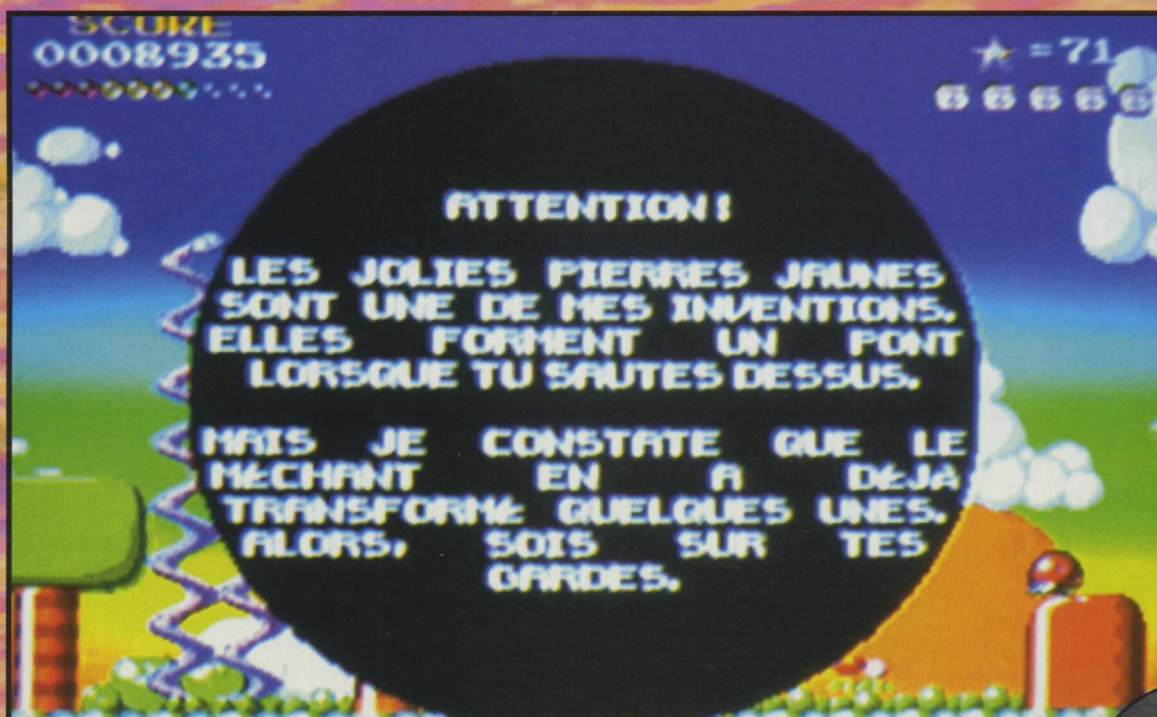 SCORE
0008935
= 71
ATTENTION!
LES JOLIES PIERRES JAUNES
SONT UNE DE MES INVENTIONS.
ELLES FORMENT UN PONT
LORSQUE TU SAUTES DESSUS.
MAIS JE CONSTATE QUE LE
MÉCHANT EN A DÉJA
TRANSFORMÉ QUELQUES UNES.
ALORS, SOIS SUR TES
GARDES.